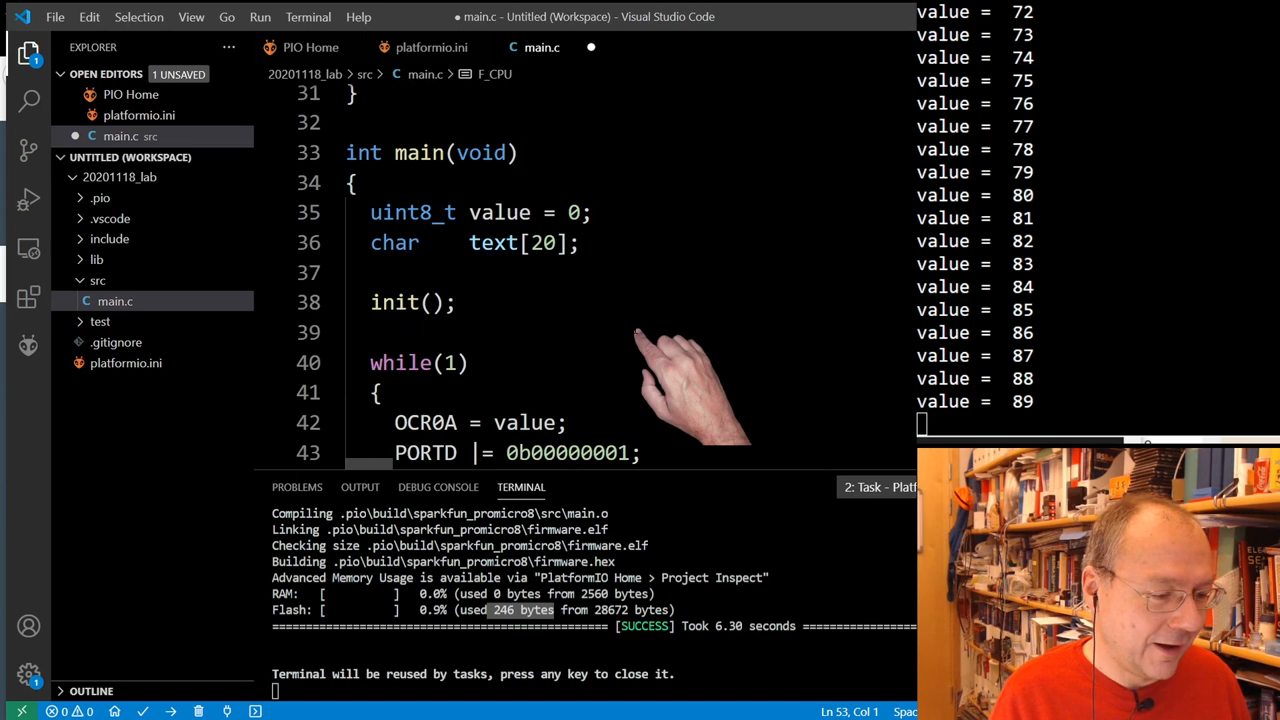 File Edit Selection View Go Run Terminal Help
● main.c - Untitled (Workspace) - Visual Studio Code
EXPLORER ···
OPEN EDITORS 1 UNSAVED
PIO Home
platformio.ini
main.c src
UNTITLED (WORKSPACE)
20201118_lab
.pio
.vscode
include
lib
src
main.c
test
.gitignore
platformio.ini
OUTLINE
1
1
PIO Home platformio.ini C main.c
20201118_lab > src > C main.c > F_CPU
31 }
32
33 int main(void)
34 {
35 uint8_t value = 0;
36 char text[20];
37
38 init();
39
40 while(1)
41 {
42 OCR0A = value;
43 PORTD |= 0b00000001;
PROBLEMS OUTPUT DEBUG CONSOLE TERMINAL 2: Task - Platf
Compiling .pio\build\sparkfun_promicro8\src\main.o
Linking .pio\build\sparkfun_promicro8\firmware.elf
Checking size .pio\build\sparkfun_promicro8\firmware.elf
Building .pio\build\sparkfun_promicro8\firmware.hex
Advanced Memory Usage is available via "PlatformIO Home > Project Inspect"
RAM: [ ] 0.0% (used 0 bytes from 2560 bytes)
Flash: [ ] 0.9% (used 246 bytes from 28672 bytes)
============================================ [SUCCESS] Took 6.30 seconds ================
Terminal will be reused by tasks, press any key to close it.
0 0 Ln 53, Col 1 Spac
value = 72
value = 73
value = 74
value = 75
value = 76
value = 77
value = 78
value = 79
value = 80
value = 81
value = 82
value = 83
value = 84
value = 85
value = 86
value = 87
value = 88
value = 89